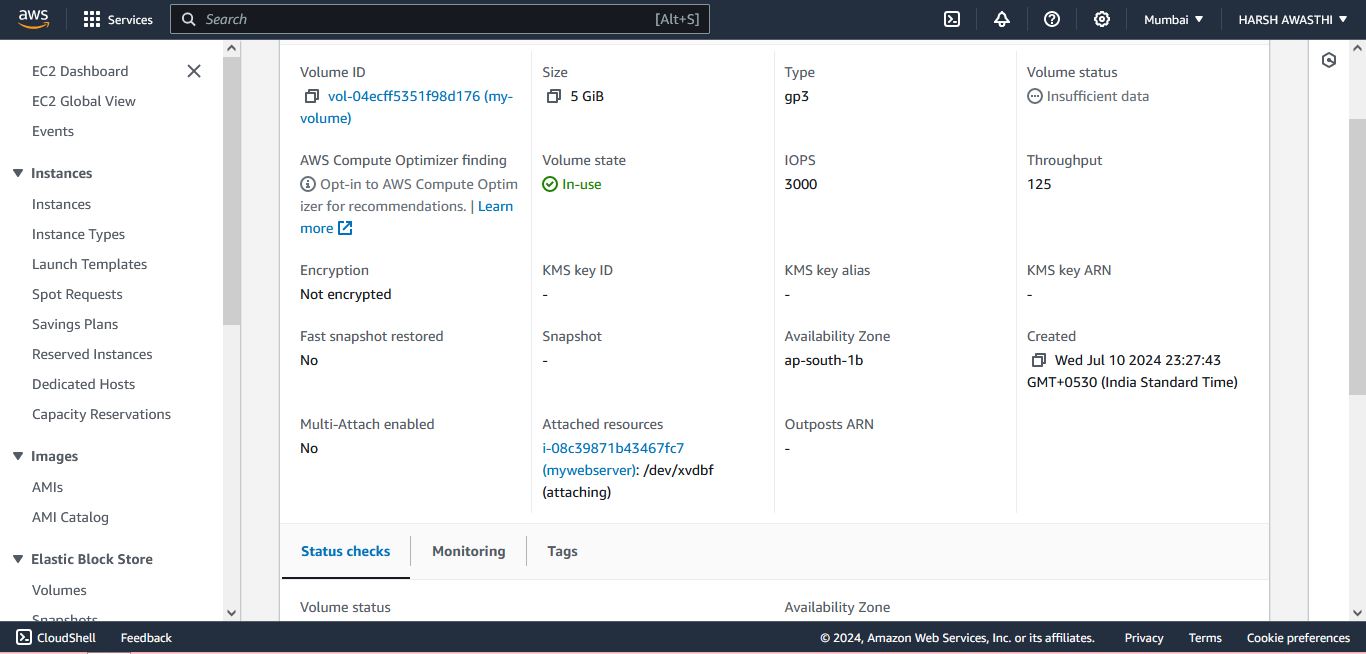 aws
Services
Search
[Alt+S]
Mumbai
HARSH AWASTHI
EC2 Dashboard
EC2 Global View
Events
Instances
Instances
Instance Types
Launch Templates
Spot Requests
Savings Plans
Reserved Instances
Dedicated Hosts
Capacity Reservations
Images
AMIs
AMI Catalog
Elastic Block Store
Volumes
Snapshots
Volume ID
vol-04ecff5351f98d176 (my-
volume)
Size
5 GiB
Type
gp3
Volume status
Insufficient data
AWS Compute Optimizer finding
Opt-in to AWS Compute Optim
izer for recommendations. | Learn
more
Volume state
In-use
IOPS
3000
Throughput
125
Encryption
Not encrypted
KMS key ID
-
KMS key alias
-
KMS key ARN
-
Fast snapshot restored
No
Snapshot
-
Availability Zone
ap-south-1b
Created
Wed Jul 10 2024 23:27:43
GMT+0530 (India Standard Time)
Multi-Attach enabled
No
Attached resources
i-08c39871b43467fc7
(mywebserver): /dev/xvdbf
(attaching)
Outposts ARN
-
Status checks
Monitoring
Tags
Volume status
Availability Zone
CloudShell
Feedback
© 2024, Amazon Web Services, Inc. or its affiliates.
Privacy
Terms
Cookie preferences